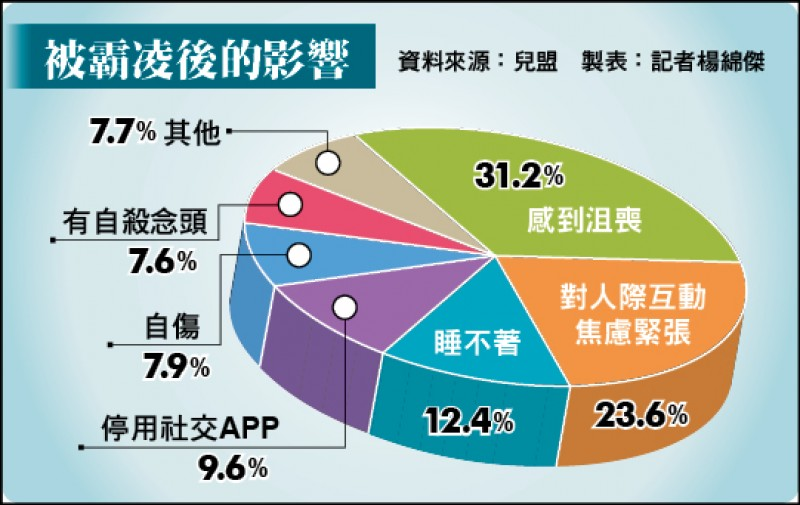 被霸凌後的影響
資料來源：兒盟　製表：記者楊綿傑
7.7% 其他
31.2%
感到沮喪
有自殺念頭
7.6%
對人際互動
焦慮緊張
23.6%
自傷
7.9%
睡不著
12.4%
停用社交APP
9.6%